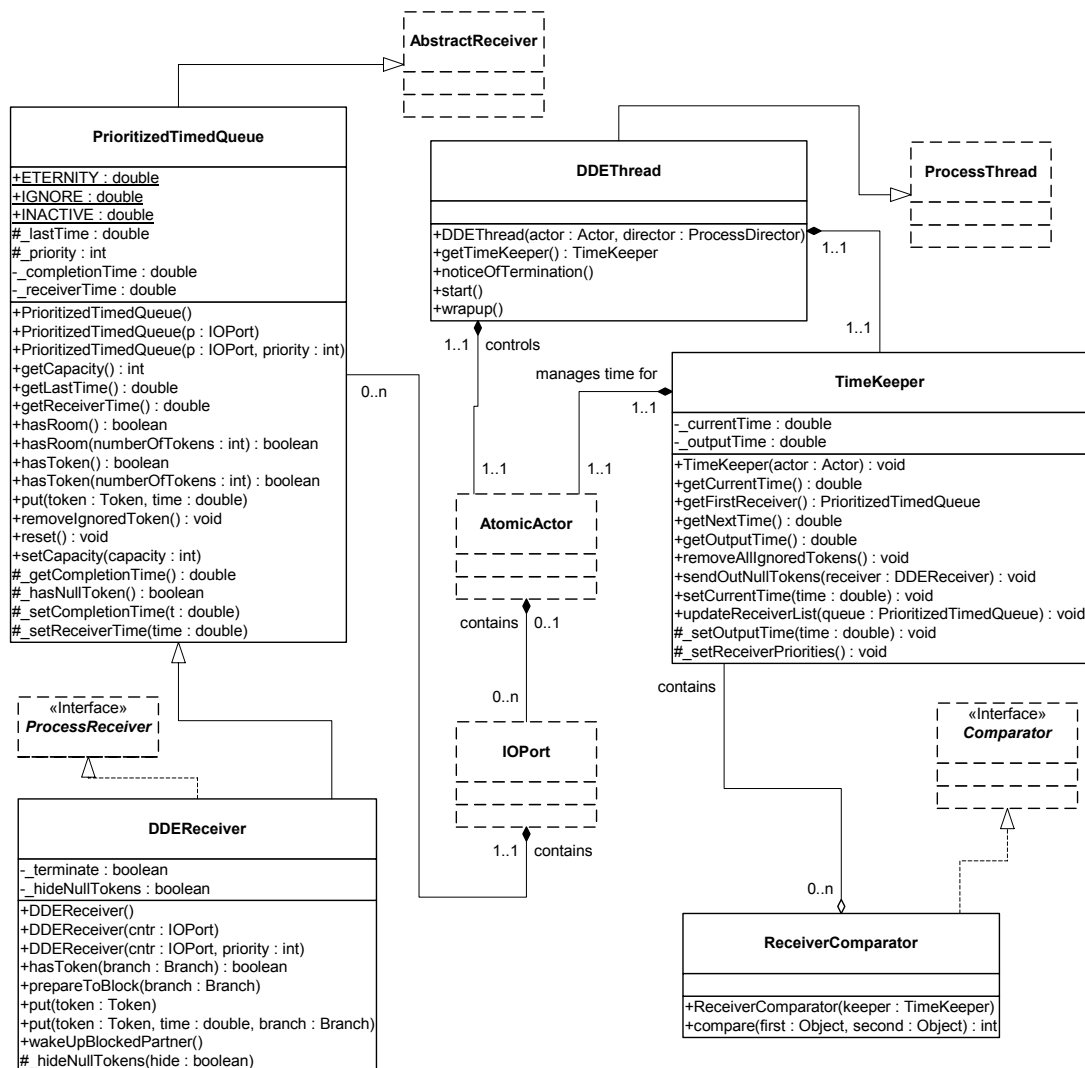 AbstractReceiver
PrioritizedTimedQueue
+ETERNITY : double
+IGNORE : double
+INACTIVE : double
#_lastTime : double
#_priority : int
-_completionTime : double
-_receiverTime : double
+PrioritizedTimedQueue()
+PrioritizedTimedQueue(p : IOPort)
+PrioritizedTimedQueue(p : IOPort, priority : int)
+getCapacity() : int
+getLastTime() : double
+getReceiverTime() : double
+hasRoom() : boolean
+hasRoom(numberOfTokens : int) : boolean
+hasToken() : boolean
+hasToken(numberOfTokens : int) : boolean
+put(token : Token, time : double)
+removeIgnoredToken() : void
+reset() : void
+setCapacity(capacity : int)
#_getCompletionTime() : double
#_hasNullToken() : boolean
#_setCompletionTime(t : double)
#_setReceiverTime(time : double)
DDEThread
+DDEThread(actor : Actor, director : ProcessDirector)
+getTimeKeeper() : TimeKeeper
+noticeOfTermination()
+start()
+wrapup()
ProcessThread
1..1
1..1
1..1
controls
1..1
0..n
manages time for
1..1
1..1
TimeKeeper
-_currentTime : double
-_outputTime : double
+TimeKeeper(actor : Actor) : void
+getCurrentTime() : double
+getFirstReceiver() : PrioritizedTimedQueue
+getNextTime() : double
+getOutputTime() : double
+removeAllIgnoredTokens() : void
+sendOutNullTokens(receiver : DDEReceiver) : void
+setCurrentTime(time : double) : void
+updateReceiverList(queue : PrioritizedTimedQueue) : void
#_setOutputTime(time : double) : void
#_setReceiverPriorities() : void
AtomicActor
contains
0..1
0..n
IOPort
1..1
contains
contains
0..n
«Interface»
ProcessReceiver
«Interface»
Comparator
DDEReceiver
-_terminate : boolean
-_hideNullTokens : boolean
+DDEReceiver()
+DDEReceiver(cntr : IOPort)
+DDEReceiver(cntr : IOPort, priority : int)
+hasToken(branch : Branch) : boolean
+prepareToBlock(branch : Branch)
+put(token : Token)
+put(token : Token, time : double, branch : Branch)
+wakeUpBlockedPartner()
#_hideNullTokens(hide : boolean)
ReceiverComparator
+ReceiverComparator(keeper : TimeKeeper)
+compare(first : Object, second : Object) : int